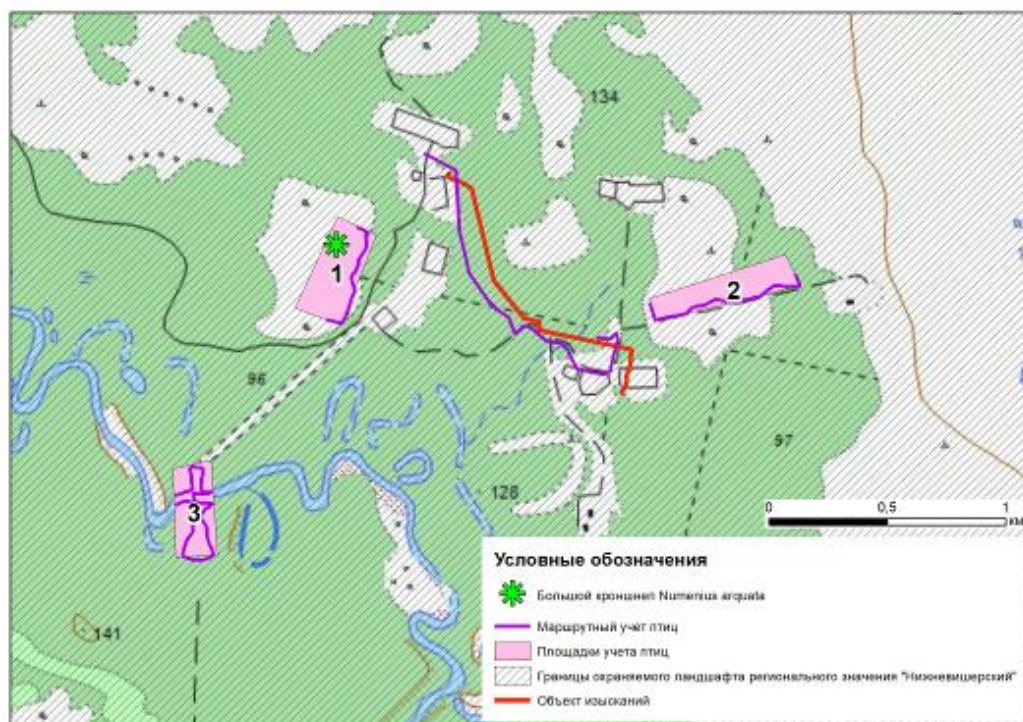 134
1
2
96
97
3
128
141
0 0,5 1
КМ
Условные обозначения
Большой кроншнеп Numenius arquata
Маршрутный учет птиц
Площадки учета птиц
Границы охраняемого ландшафта регионального значения "Нижневишерский"
Объект изысканий